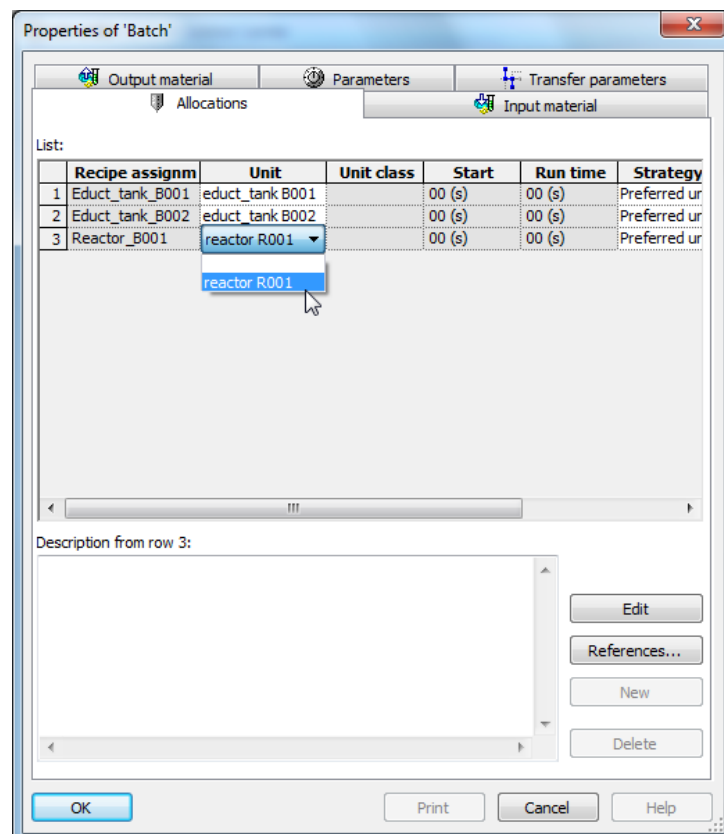 Properties of 'Batch'
Output material Parameters Transfer parameters
Allocations Input material
List:
Recipe assignm Unit Unit class Start Run time Strategy
1 Educt_tank_B001 educt_tank B001 00 (s) 00 (s) Preferred ur
2 Educt_tank_B002 educt_tank B002 00 (s) 00 (s) Preferred ur
3 Reactor_B001 reactor R001 00 (s) 00 (s) Preferred ur
reactor R001
Description from row 3:
Edit
References...
New
Delete
OK Print Cancel Help